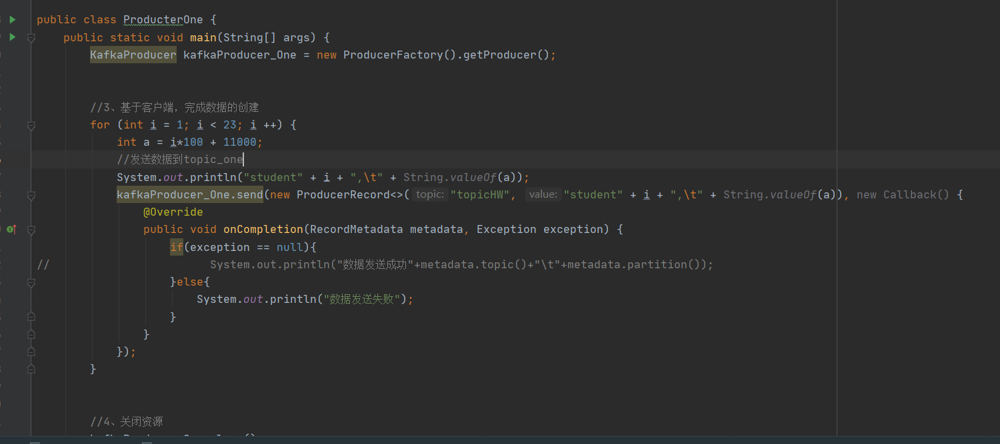 public class ProducterOne {
public static void main(String[] args) {
KafkaProducer kafkaProducer_One = new ProducerFactory().getProducer();
//3、基于客户端，完成数据的创建
for (int i = 1; i < 23; i ++) {
int a = i*100 + 11000;
//发送数据到topic_one
System.out.println("student" + i + ",\t" + String.valueOf(a));
kafkaProducer_One.send(new ProducerRecord<>( topic: "topicHW", value: "student" + i + ",\t" + String.valueOf(a)), new Callback() {
@Override
public void onCompletion(RecordMetadata metadata, Exception exception) {
if(exception == null){
// System.out.println("数据发送成功"+metadata.topic()+"\t"+metadata.partition());
}else{
System.out.println("数据发送失败");
}
}
});
}
//4、关闭资源